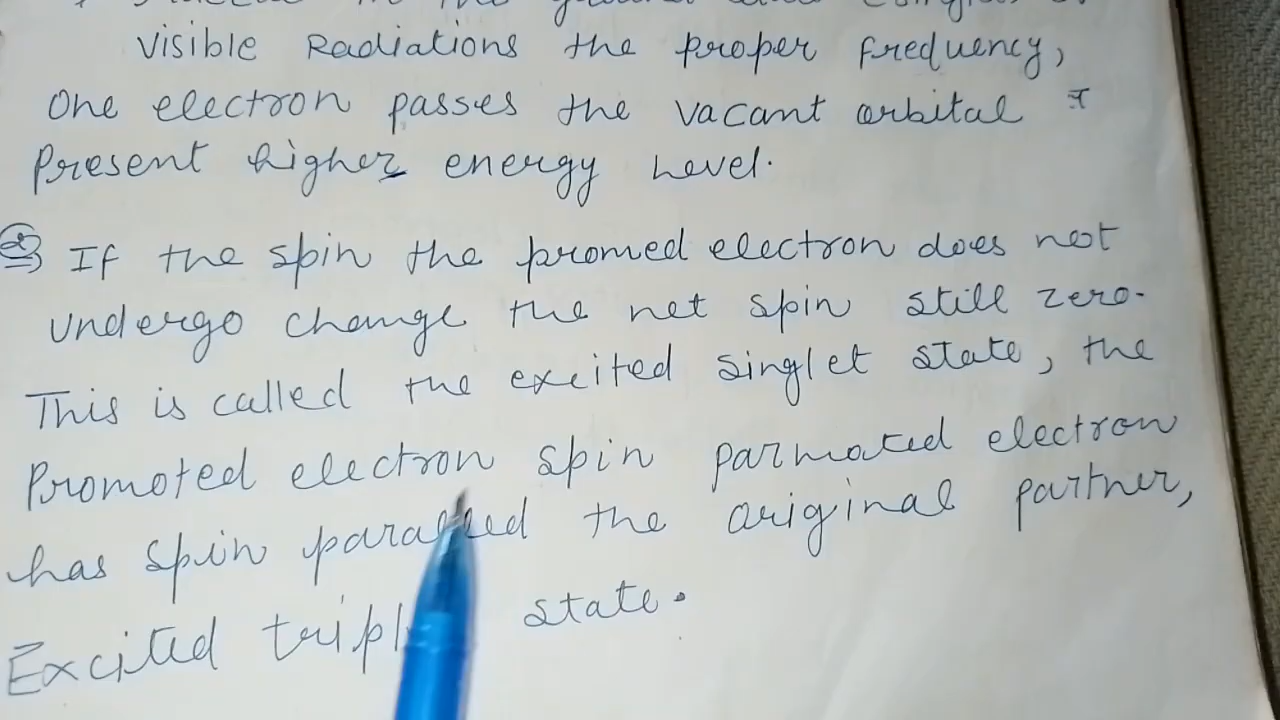 in the
visible Radiations the proper frequency,
One electron passes the vacant orbital
Present higher energy Level.
If the spin the promed electron does not
undergo change the net spin still zero.
This is called the excited singlet state, the
Promoted electron spin parmoted electron
has spin the original partner,
Excited state.